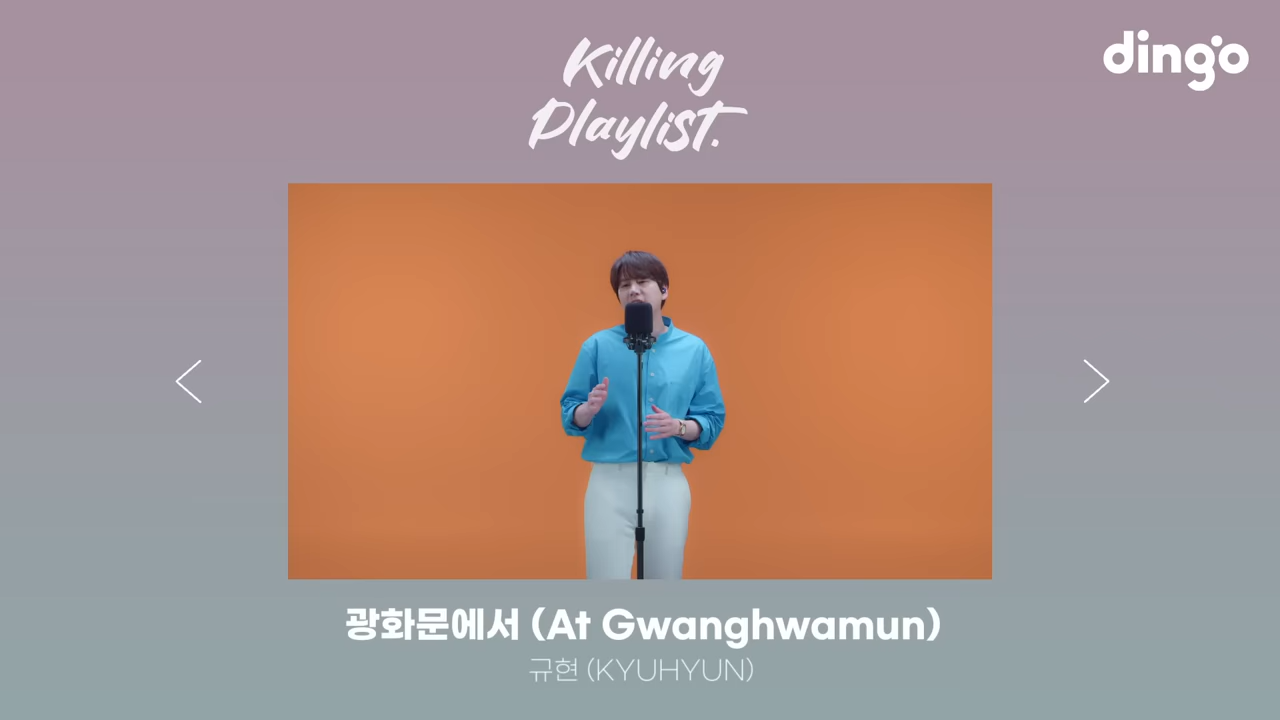 Killing
Playlist.
dingo
광화문에서 (At Gwanghwamun)
규현 (KYUHYUN)